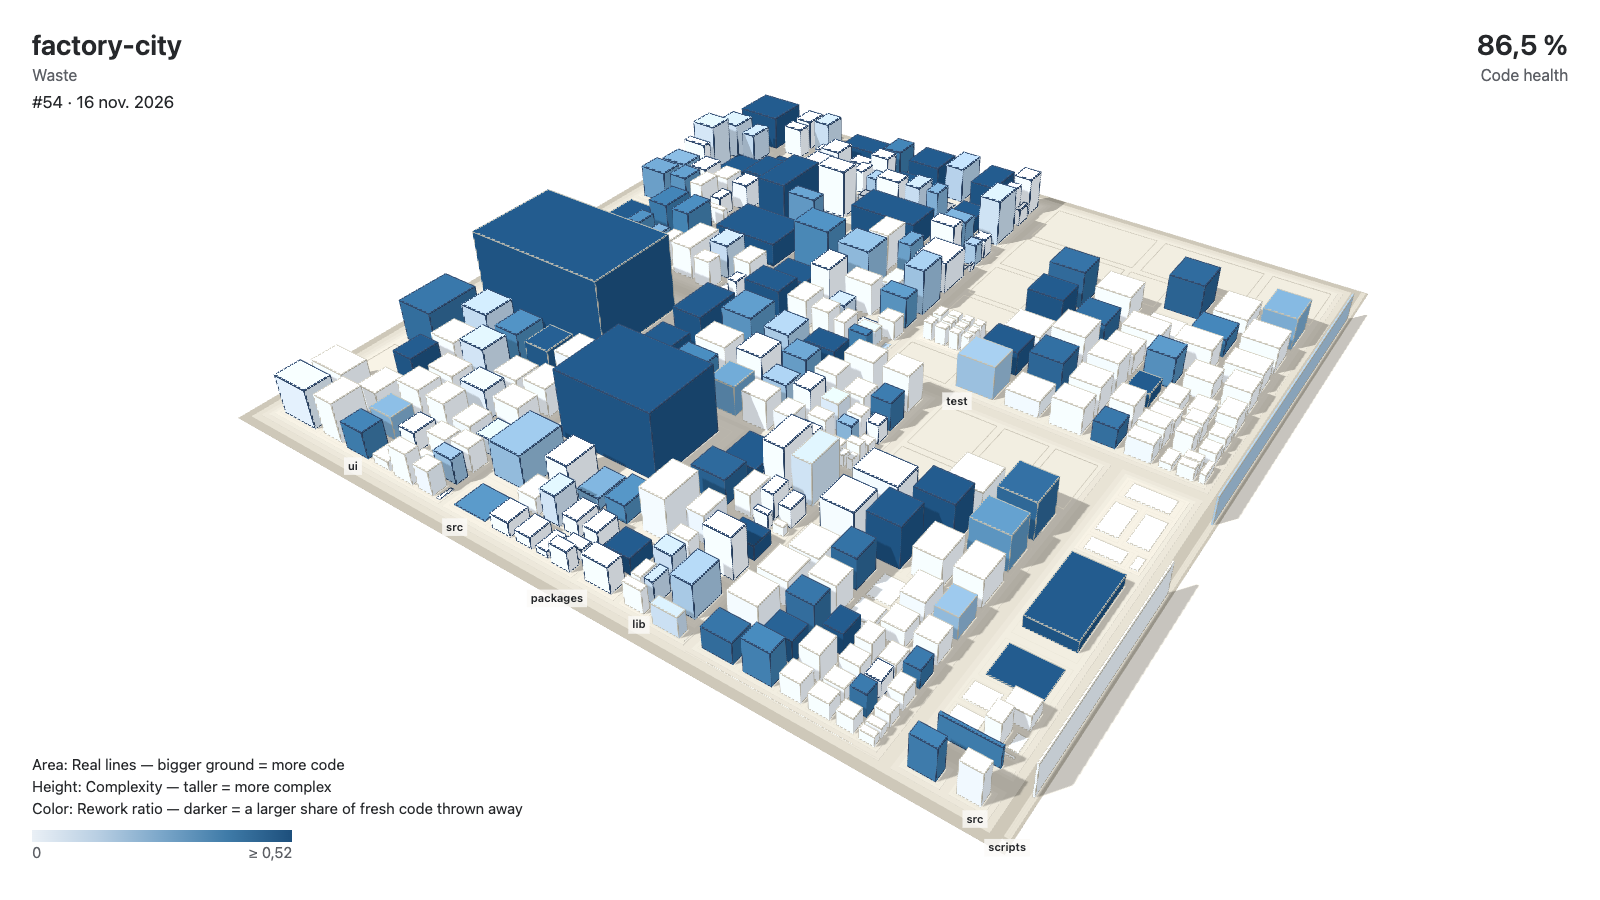 factory-city
Waste
#54 · 16 nov. 2026
86,5 %
Code health
test
ui
src
packages
lib
src
scripts
Area: Real lines — bigger ground = more code
Height: Complexity — taller = more complex
Color: Rework ratio — darker = a larger share of fresh code thrown away
0
≥ 0,52